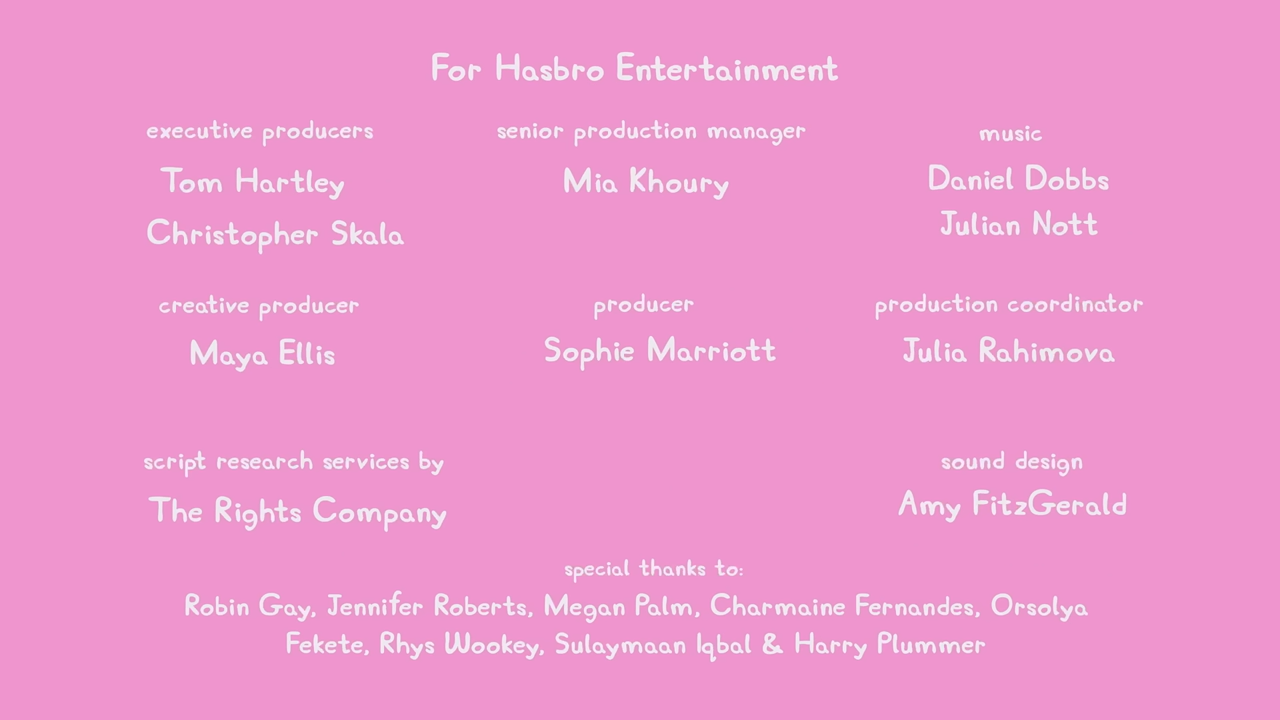 For Hasbro Entertainment
executive producers
Tom Hartley
Christopher Skala
senior production manager
Mia Khoury
music
Daniel Dobbs
Julian Nott
creative producer
Maya Ellis
producer
Sophie Marriott
production coordinator
Julia Rahimova
script research services by
The Rights Company
sound design
Amy FitzGerald
special thanks to:
Robin Gay, Jennifer Roberts, Megan Palm, Charmaine Fernandes, Orsolya
Fekete, Rhys Wookey, Sulaymaan Iqbal & Harry Plummer